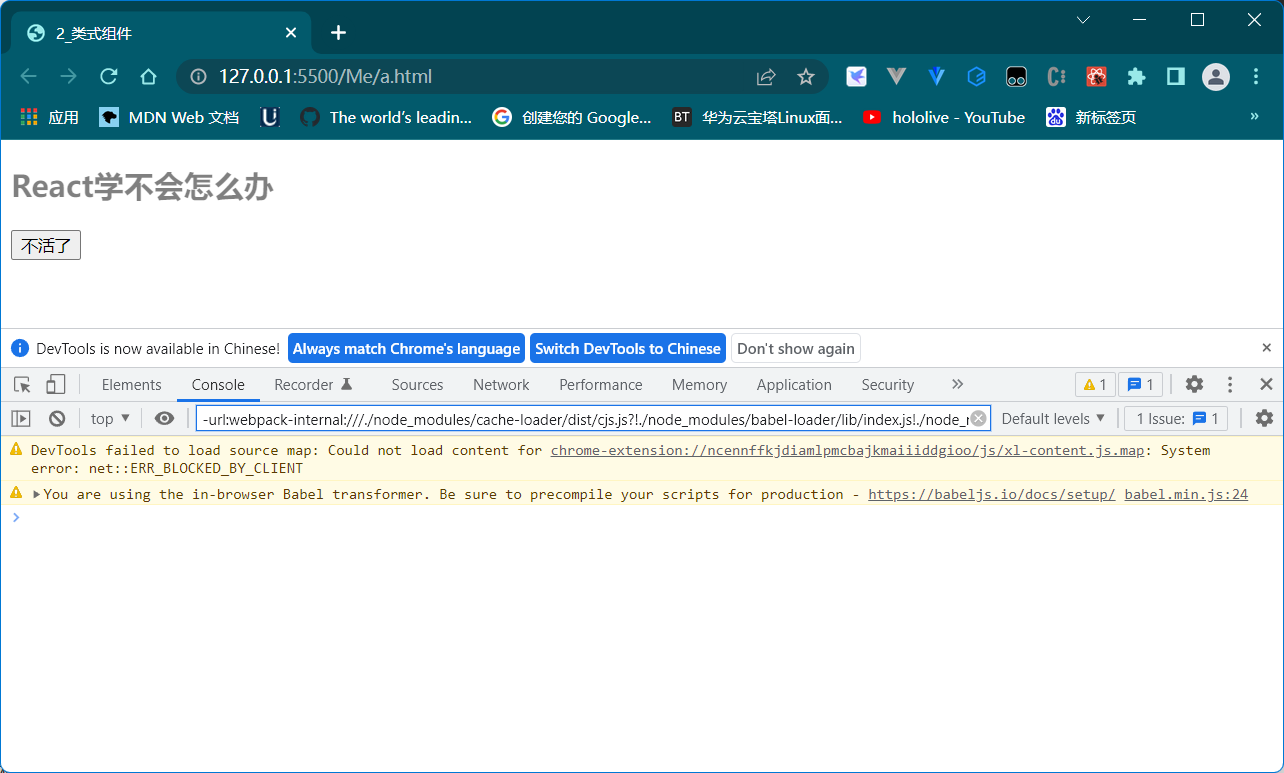 2_类式组件
127.0.0.1:5500/Me/a.html
应用 MDN Web 文档 The world's leadin... 创建您的 Google... BT 华为云宝塔Linux面... hololive - YouTube 新标签页 »
React学不会怎么办
不活了
DevTools is now available in Chinese! Always match Chrome's language Switch DevTools to Chinese Don't show again
Elements Console Recorder Sources Network Performance Memory Application Security » 1 1
top -url:webpack-internal:///./node_modules/cache-loader/dist/cjs.js?!./node_modules/babel-loader/lib/index.js!./node_r Default levels 1 Issue: 1
DevTools failed to load source map: Could not load content for chrome-extension://ncennffkjdiamlpmcbajkmaiiiddgioo/js/xl-content.js.map: System
error: net::ERR_BLOCKED_BY_CLIENT
You are using the in-browser Babel transformer. Be sure to precompile your scripts for production - https://babeljs.io/docs/setup/ babel.min.js:24